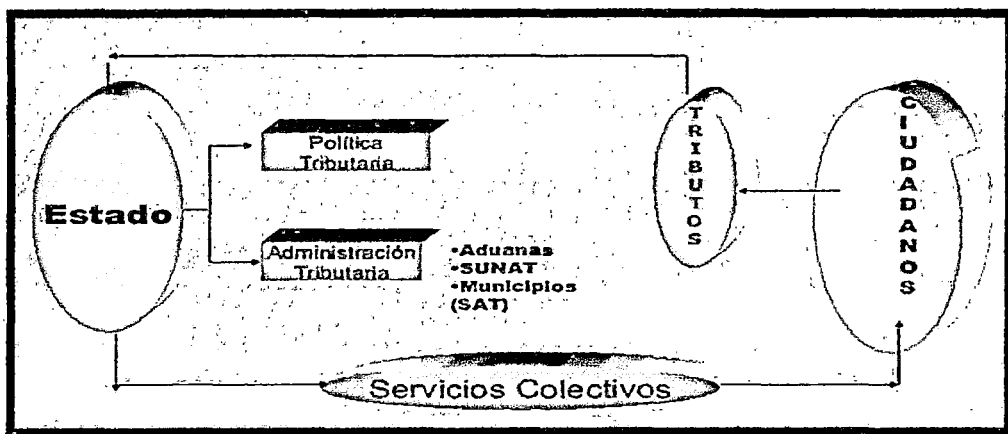 Estado
Política
Tributaria
Administración
Tributaria
•Aduanas
•SUNAT
•Municipios
(SAT)
TRIBUTOS
CIUDADANOS
Servicios Colectivos